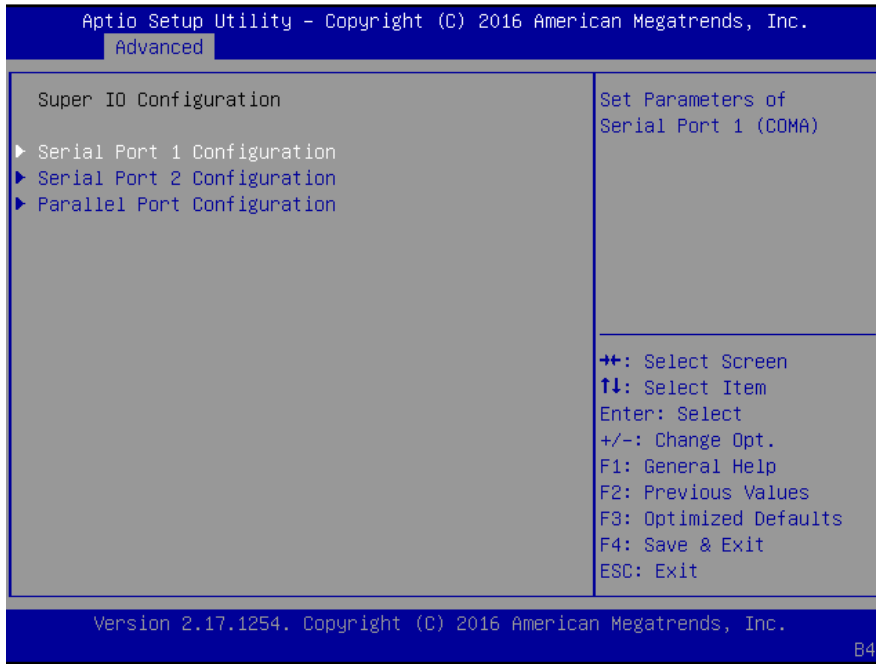 Aptio Setup Utility – Copyright (C) 2016 American Megatrends, Inc.
Advanced
Super IO Configuration
▶ Serial Port 1 Configuration
▶ Serial Port 2 Configuration
▶ Parallel Port Configuration
Set Parameters of
Serial Port 1 (COMA)
→←: Select Screen
↑↓: Select Item
Enter: Select
+/-: Change Opt.
F1: General Help
F2: Previous Values
F3: Optimized Defaults
F4: Save & Exit
ESC: Exit
Version 2.17.1254. Copyright (C) 2016 American Megatrends, Inc.
B4